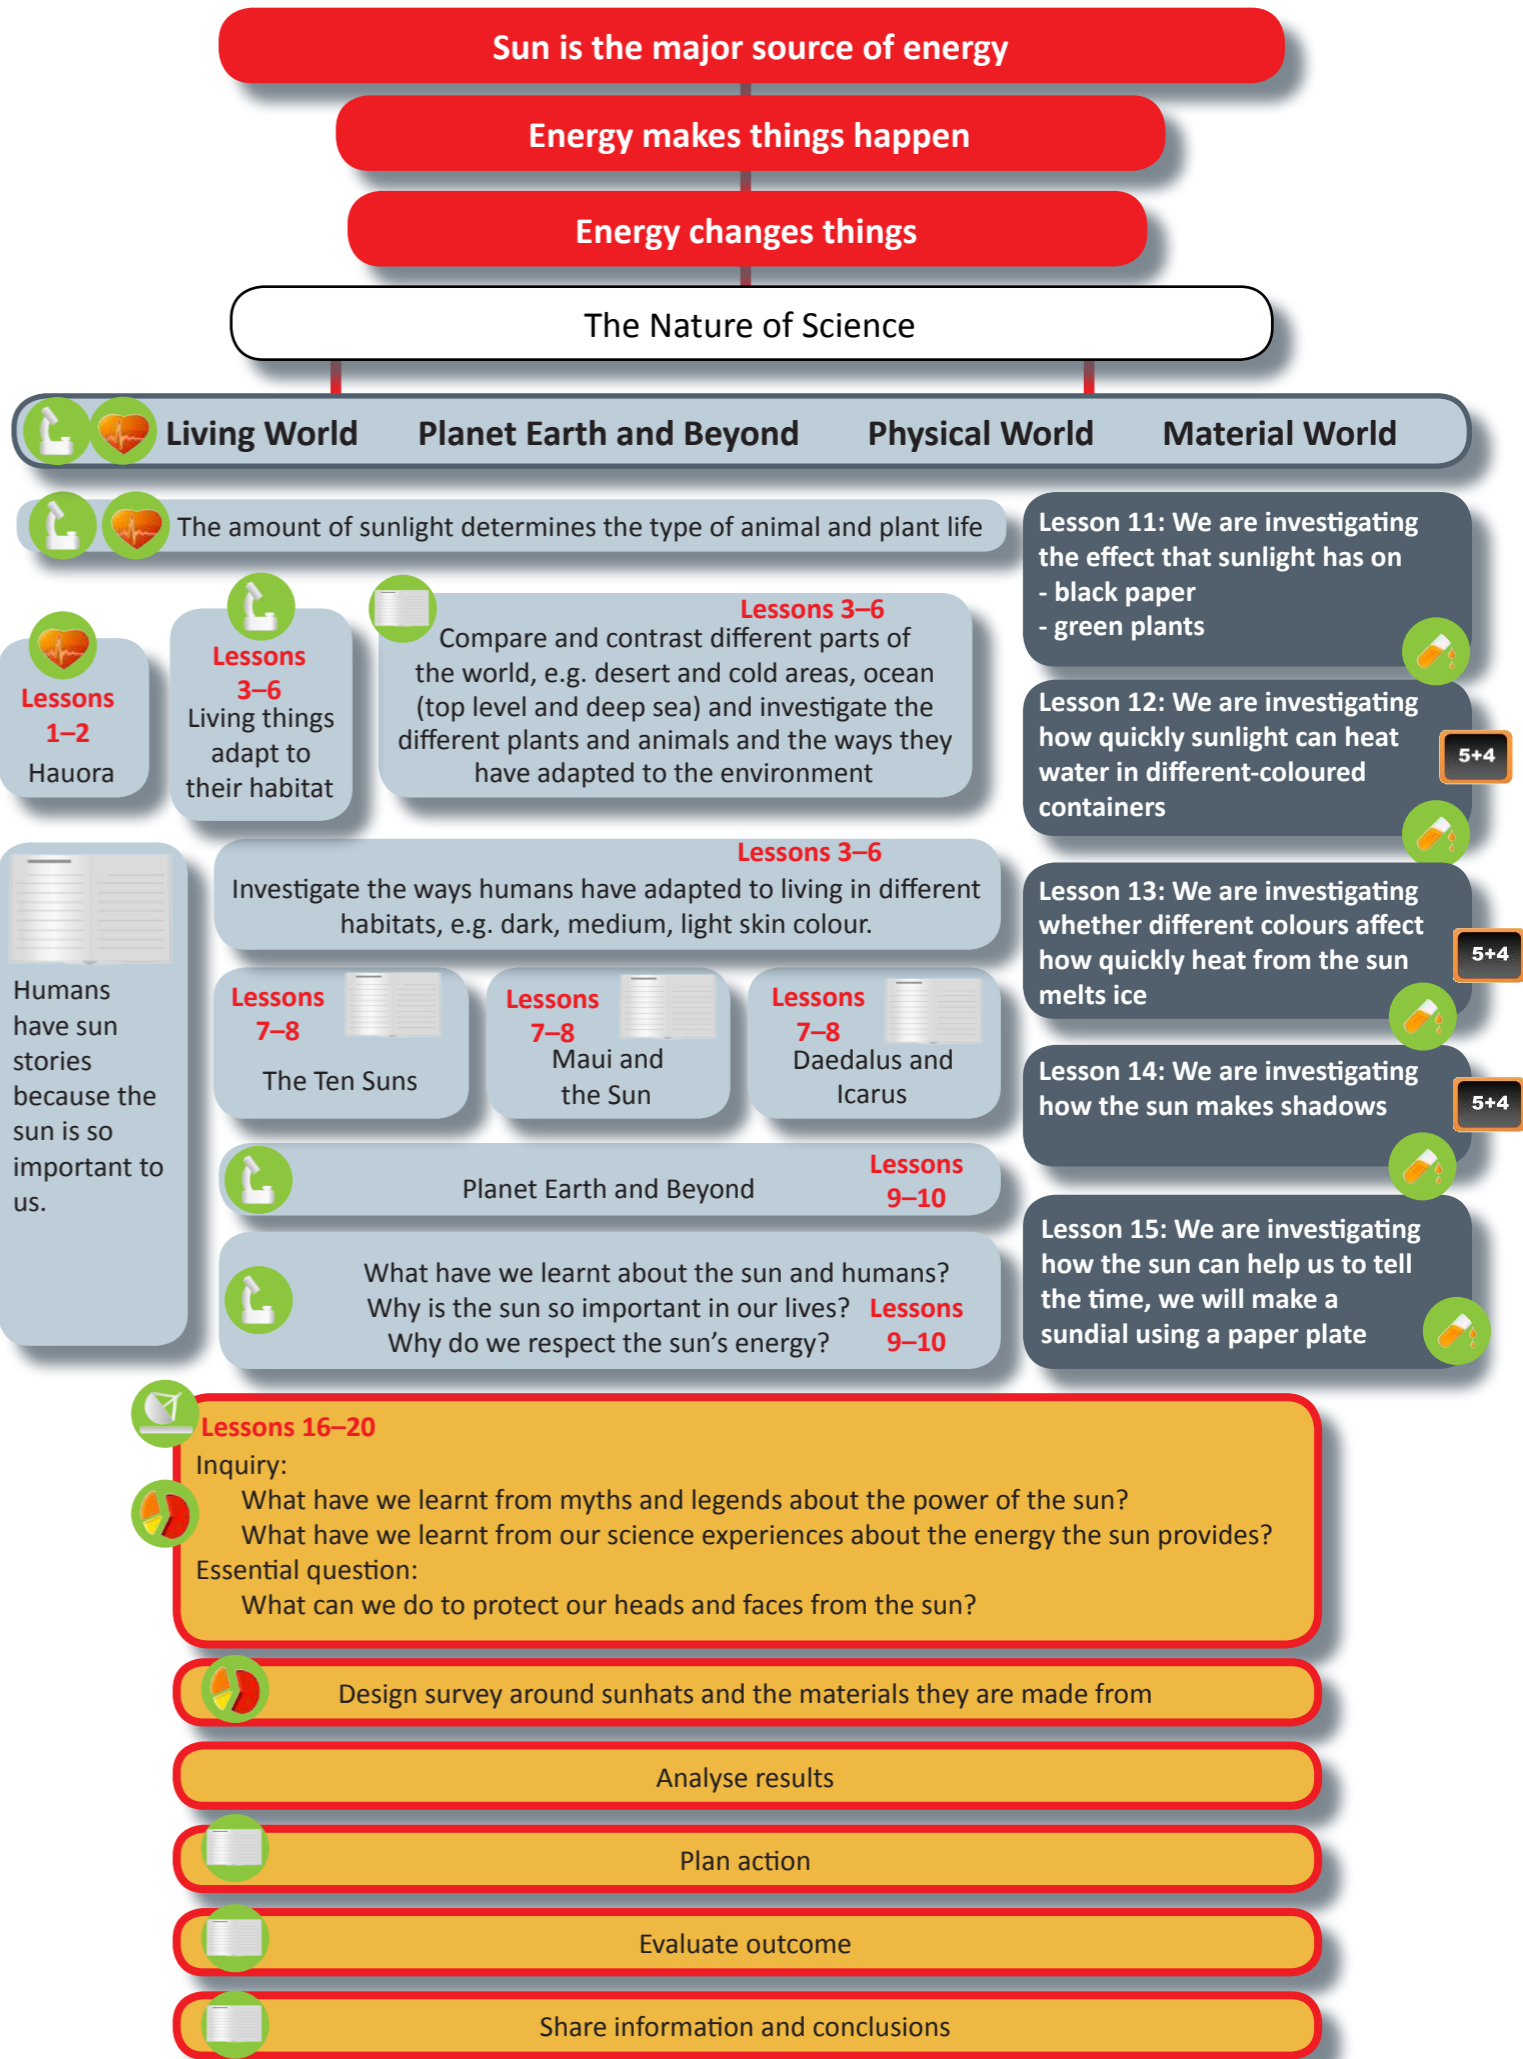 Sun is the major source of energy
Energy makes things happen
Energy changes things
The Nature of Science
Living World Planet Earth and Beyond Physical World Material World
The amount of sunlight determines the type of animal and plant life
Lessons
1–2
Hauora
Lessons
3–6
Living things
adapt to
their habitat
Lessons 3–6
Compare and contrast different parts of
the world, e.g. desert and cold areas, ocean
(top level and deep sea) and investigate the
different plants and animals and the ways they
have adapted to the environment
Humans
have sun
stories
because the
sun is so
important to
us.
Lessons 3–6
Investigate the ways humans have adapted to living in different
habitats, e.g. dark, medium, light skin colour.
Lessons
7–8
The Ten Suns
Lessons
7–8
Maui and
the Sun
Lessons
7–8
Daedalus and
Icarus
Planet Earth and Beyond
Lessons
9–10
What have we learnt about the sun and humans?
Why is the sun so important in our lives? Lessons
Why do we respect the sun’s energy? 9–10
Lesson 11: We are investigating
the effect that sunlight has on
- black paper
- green plants
Lesson 12: We are investigating
how quickly sunlight can heat
water in different-coloured
containers
5+4
Lesson 13: We are investigating
whether different colours affect
how quickly heat from the sun
melts ice
5+4
Lesson 14: We are investigating
how the sun makes shadows
5+4
Lesson 15: We are investigating
how the sun can help us to tell
the time, we will make a
sundial using a paper plate
Lessons 16–20
Inquiry:
What have we learnt from myths and legends about the power of the sun?
What have we learnt from our science experiences about the energy the sun provides?
Essential question:
What can we do to protect our heads and faces from the sun?
Design survey around sunhats and the materials they are made from
Analyse results
Plan action
Evaluate outcome
Share information and conclusions